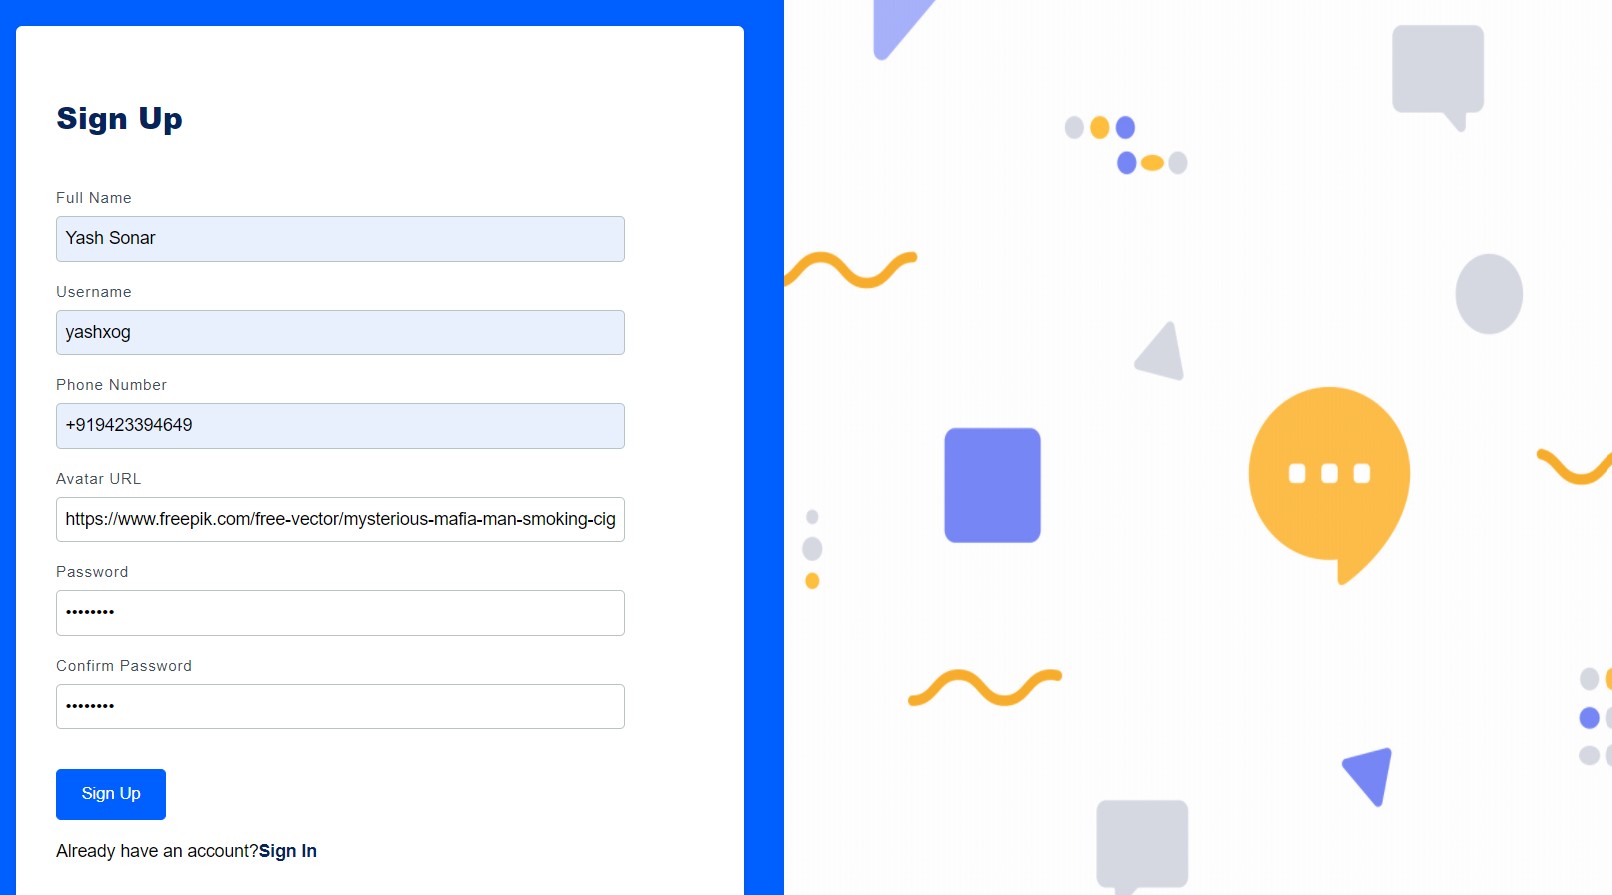 Sign Up
Full Name
Yash Sonar
Username
yashxog
Phone Number
+919423394649
Avatar URL
https://www.freepik.com/free-vector/mysterious-mafia-man-smoking-cig
Password
••••••••
Confirm Password
••••••••
Sign Up
Already have an account?Sign In